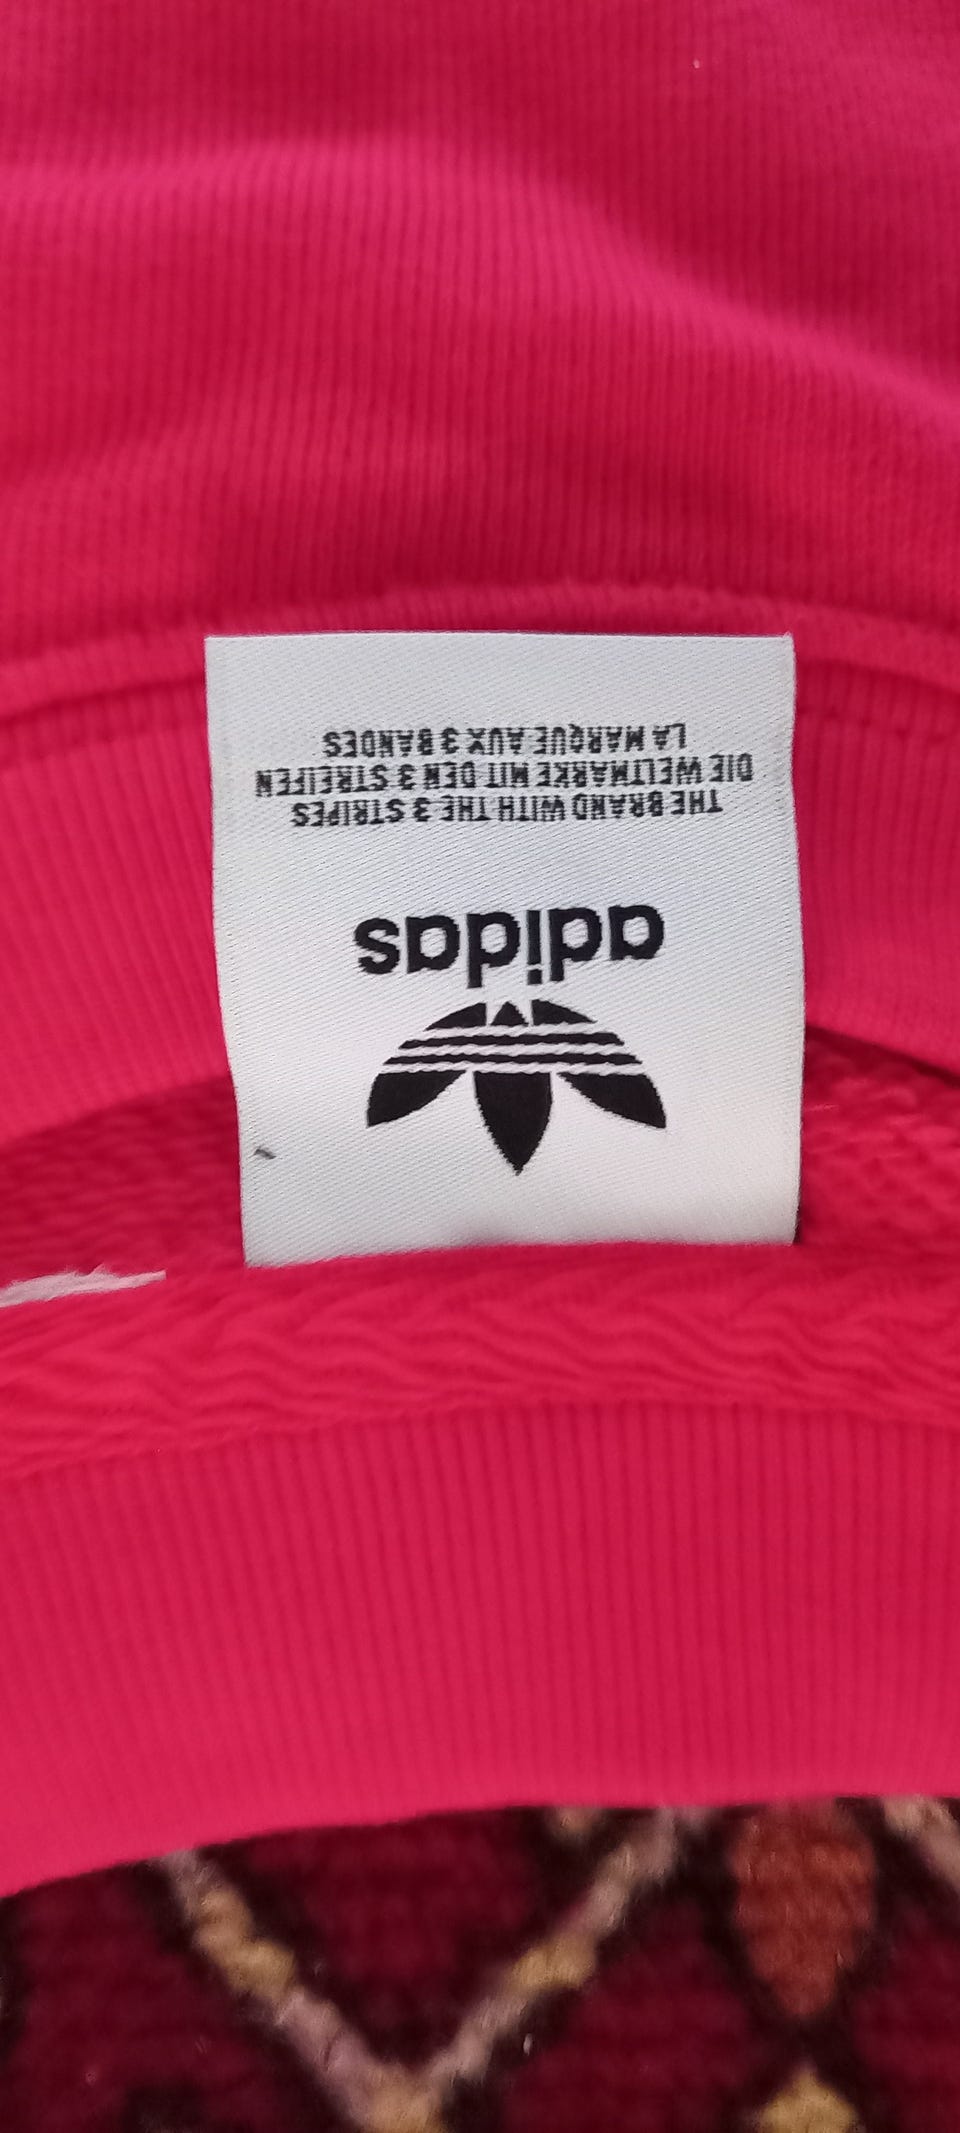 adidas
THE BRAND WITH THE 3 STRIPES
DIE WELTMARKE MIT DEN 3 STREIFEN
LA MARQUE AUX 3 BANDES